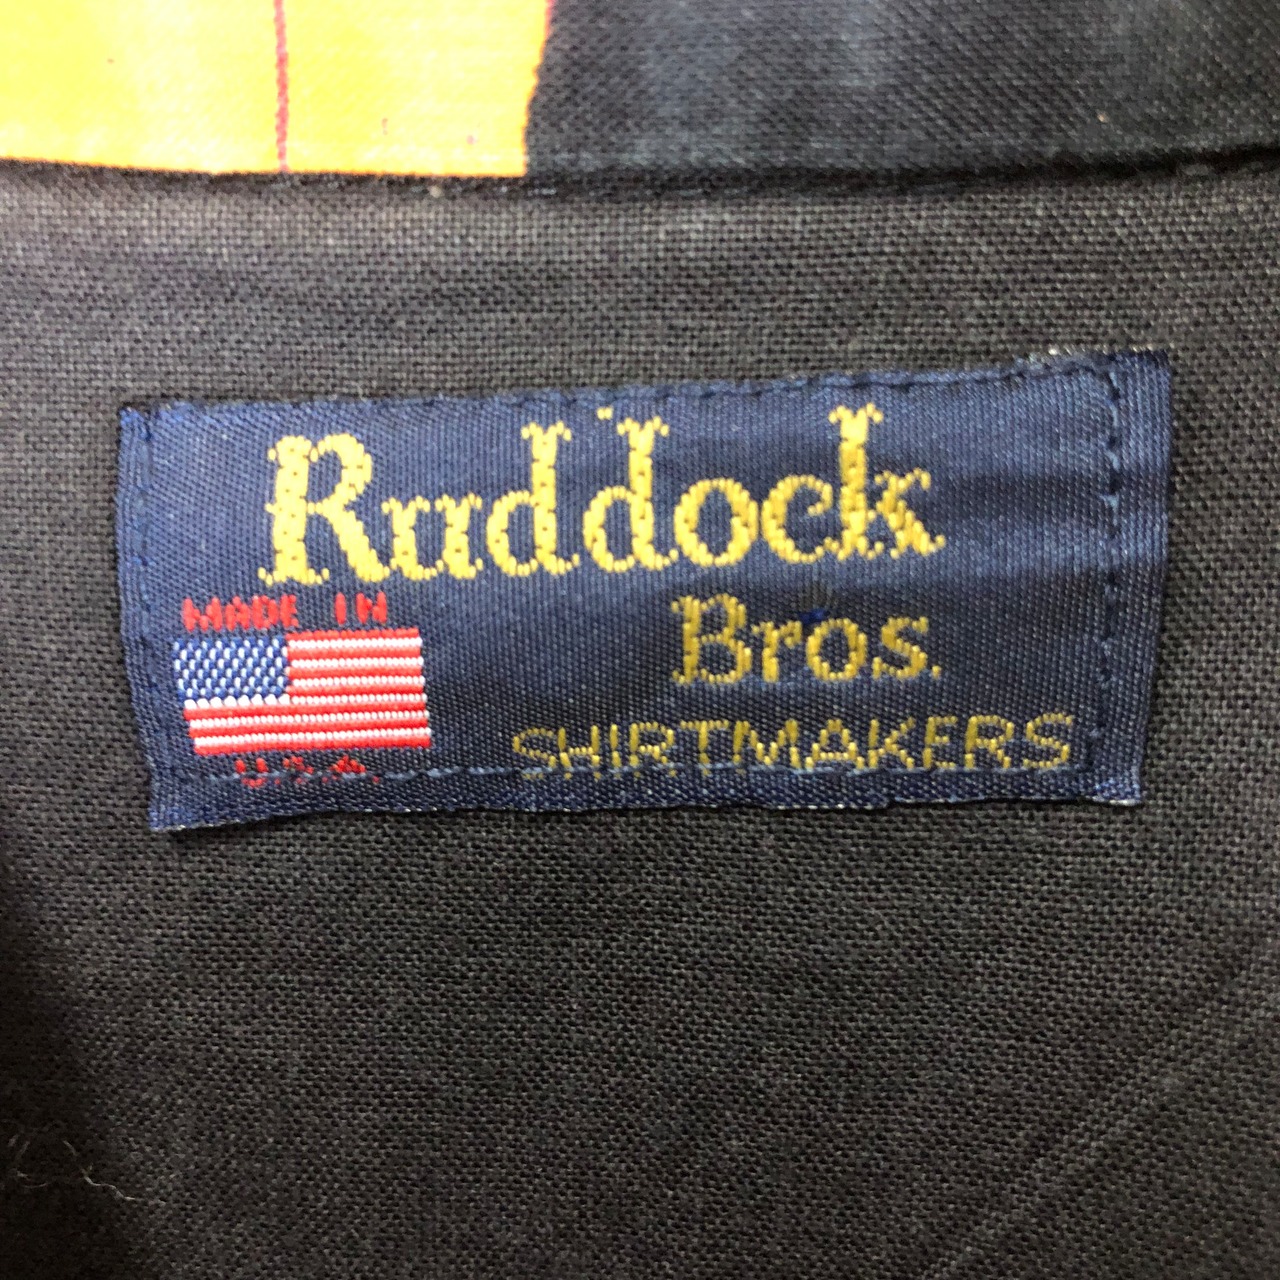 Ruddock
Bros.
SHIRTMAKERS
MADE IN
U.S.A.